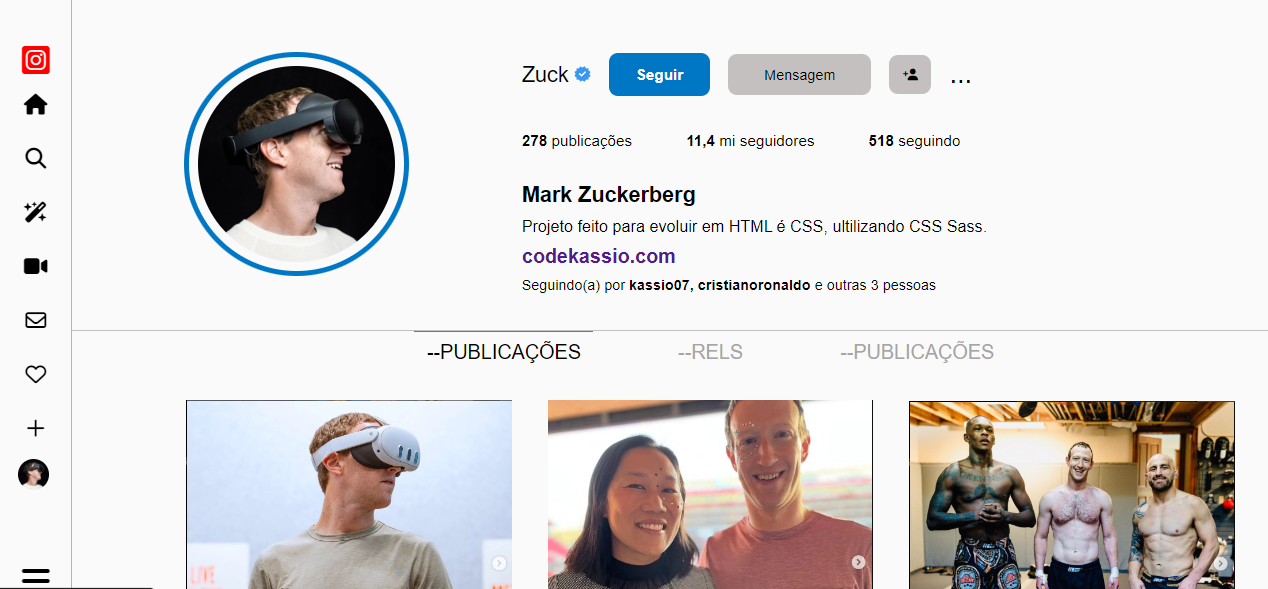 Zuck Seguir Mensagem ...
278 publicações 11,4 mi seguidores 518 seguindo
Mark Zuckerberg
Projeto feito para evoluir em HTML é CSS, ultilizando CSS Sass.
codekassio.com
Seguindo(a) por kassio07, cristianoronaldo e outras 3 pessoas
--PUBLICAÇÕES --RELS --PUBLICAÇÕES
LIVE